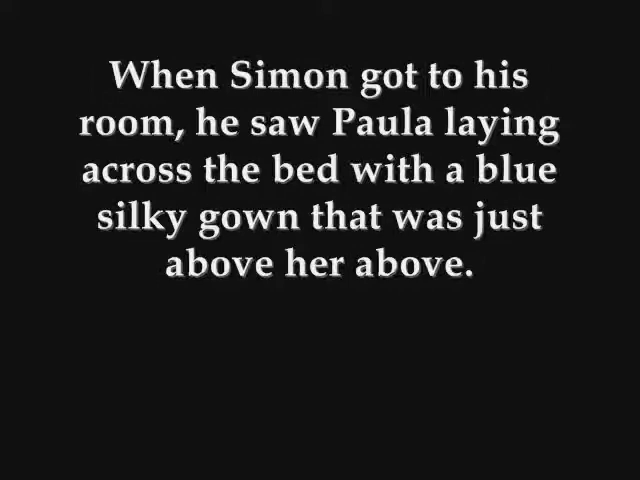 When Simon got to his
room, he saw Paula laying
across the bed with a blue
silky gown that was just
above her above.